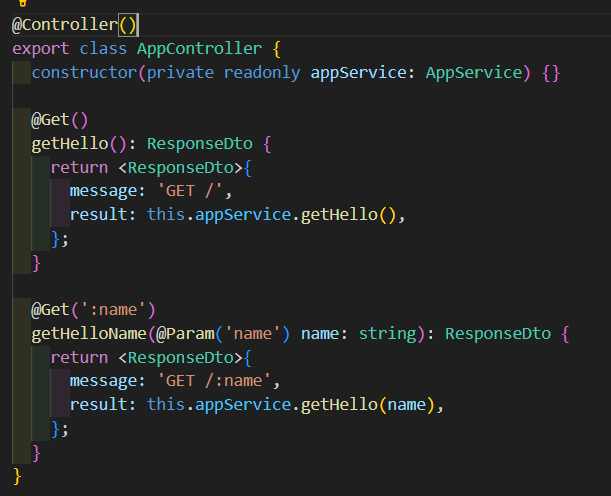 @Controller()
export class AppController {
  constructor(private readonly appService: AppService) {}

  @Get()
  getHello(): ResponseDto {
    return <ResponseDto>{
      message: 'GET /',
      result: this.appService.getHello(),
    };
  }

  @Get(':name')
  getHelloName(@Param('name') name: string): ResponseDto {
    return <ResponseDto>{
      message: 'GET /:name',
      result: this.appService.getHello(name),
    };
  }
}